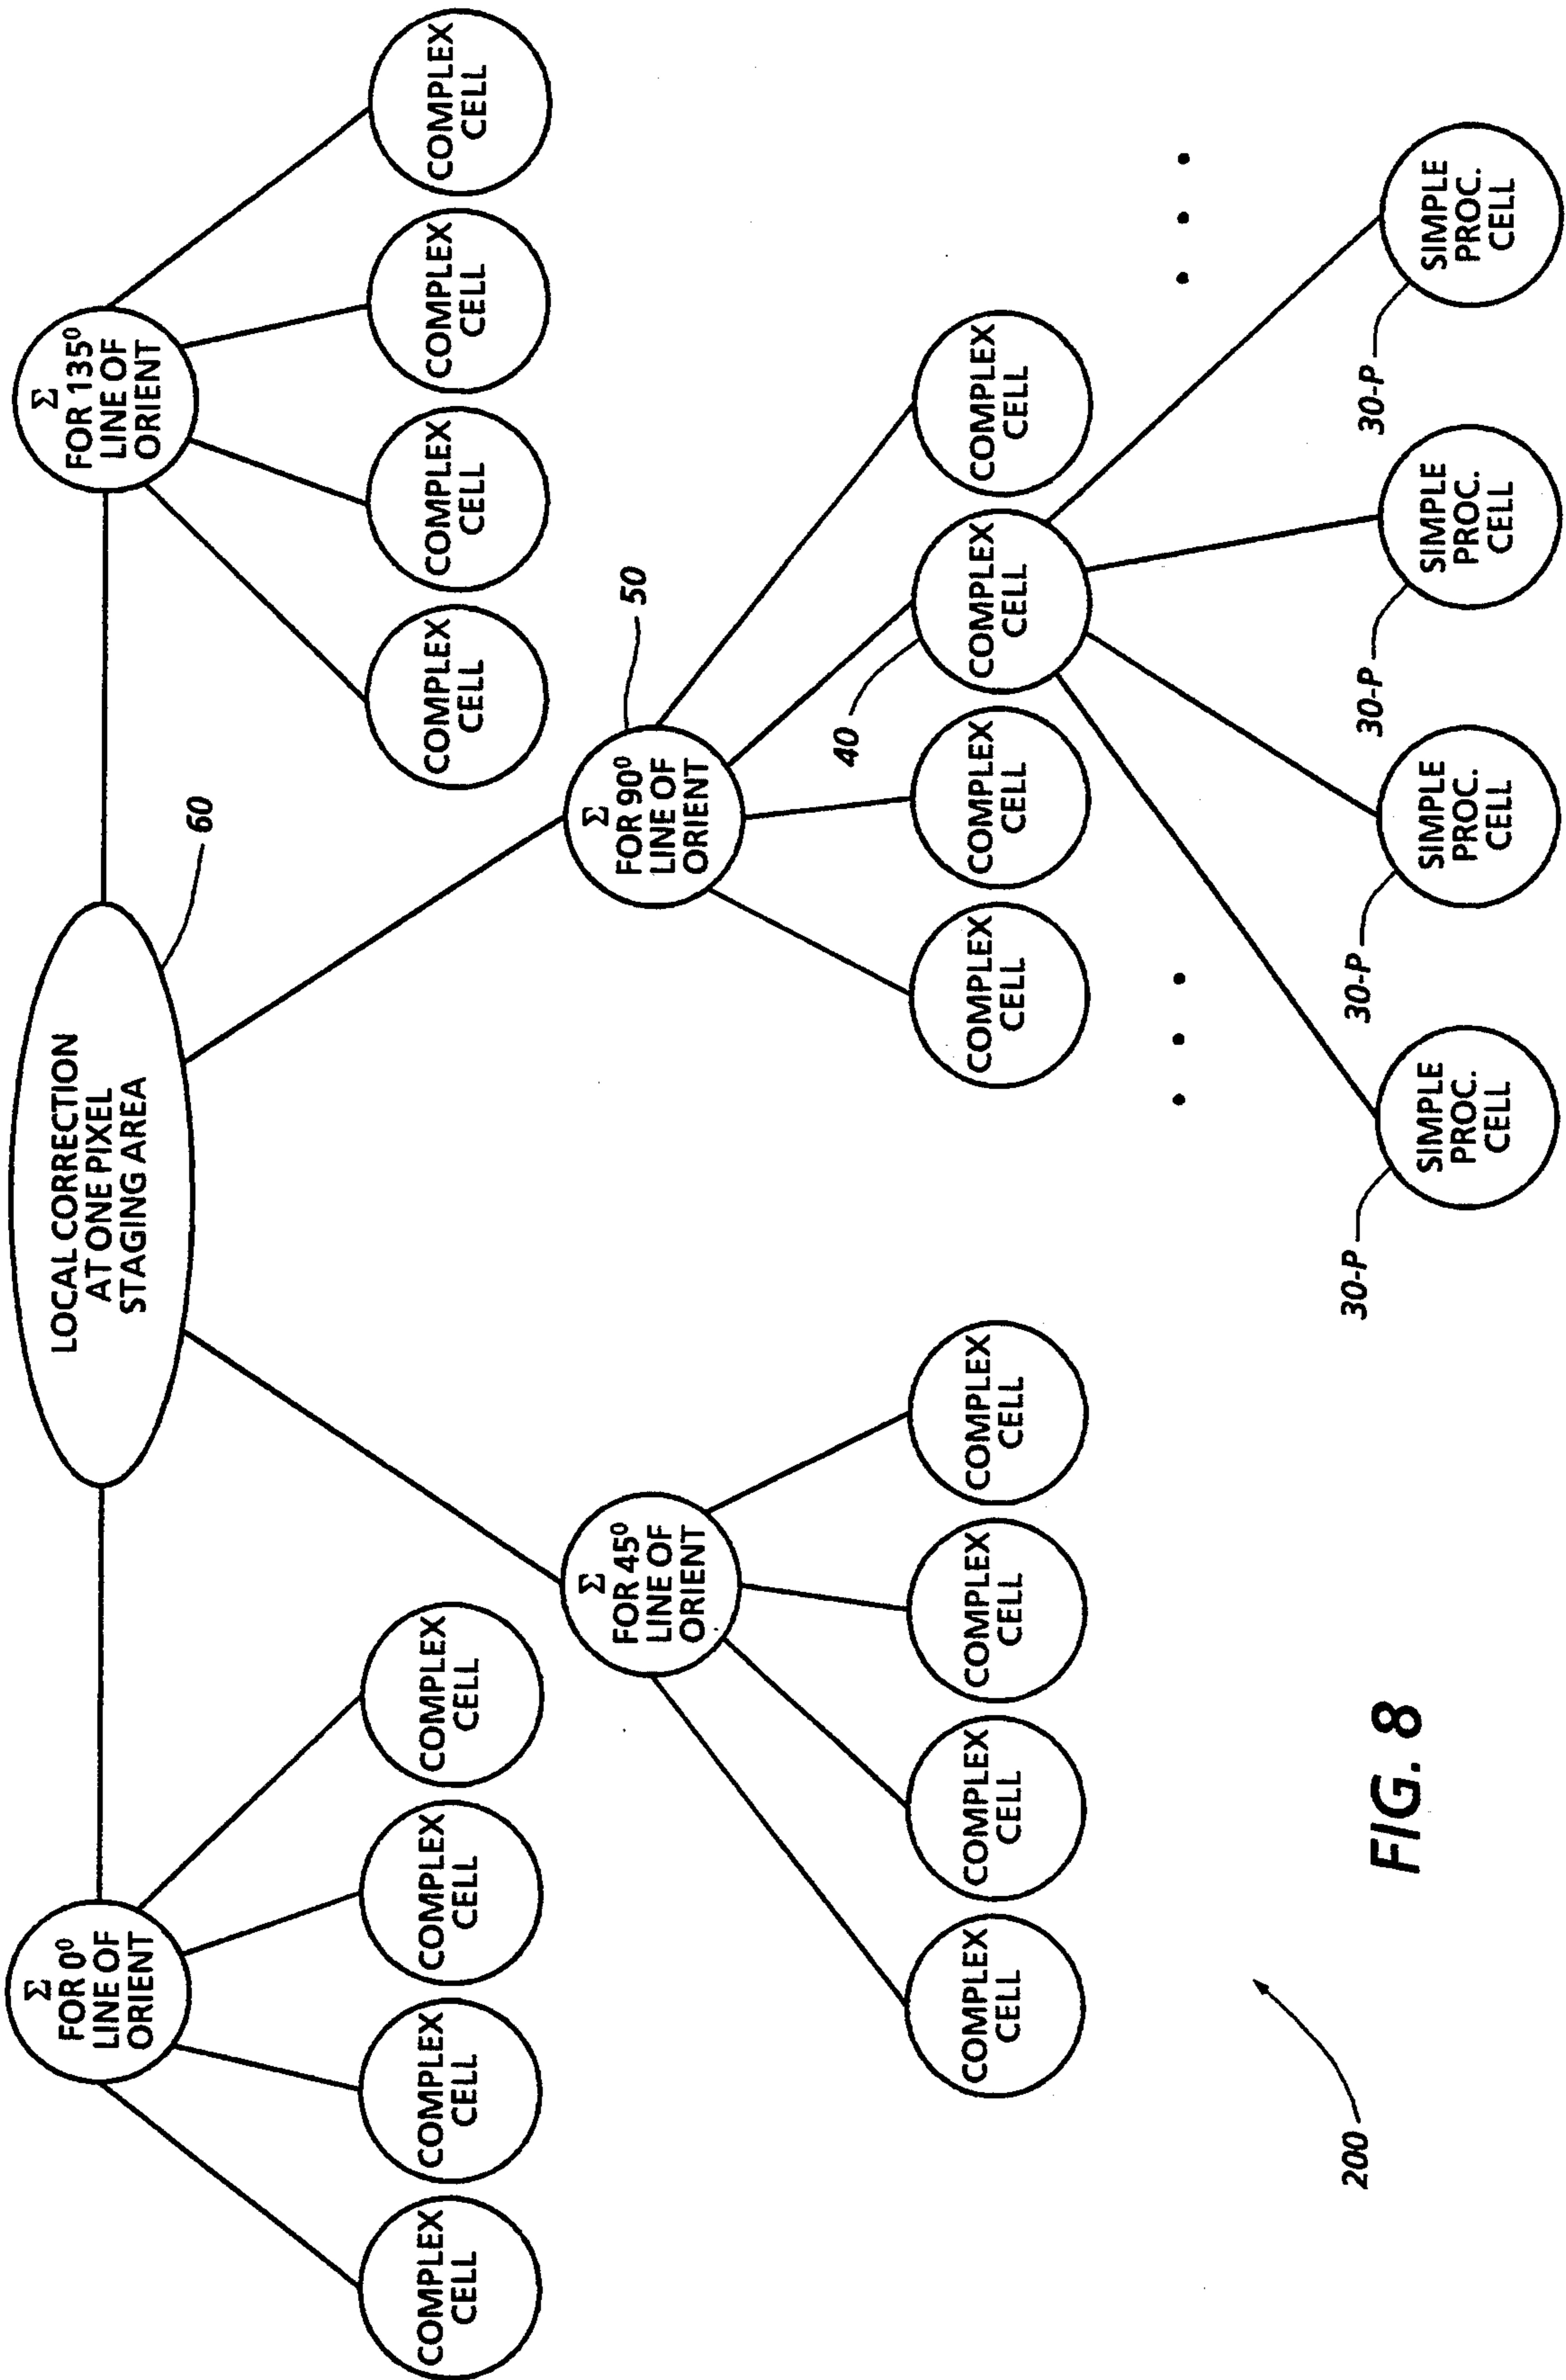 LOCAL CORRECTION
AT ONE PIXEL
STAGING AREA
60
Σ
FOR 0⁰
LINE OF
ORIENT
COMPLEX
CELL
COMPLEX
CELL
COMPLEX
CELL
COMPLEX
CELL
Σ
FOR 135⁰
LINE OF
ORIENT
COMPLEX
CELL
COMPLEX
CELL
COMPLEX
CELL
COMPLEX
CELL
Σ
FOR 45⁰
LINE OF
ORIENT
COMPLEX
CELL
COMPLEX
CELL
COMPLEX
CELL
COMPLEX
CELL
Σ
FOR 90⁰
LINE OF
ORIENT
50
COMPLEX
CELL
COMPLEX
CELL
40
COMPLEX
CELL
COMPLEX
CELL
• • •
• • •
30-P
SIMPLE
PROC.
CELL
30-P
SIMPLE
PROC.
CELL
30-P
SIMPLE
PROC.
CELL
30-P
SIMPLE
PROC.
CELL
200
FIG. 8